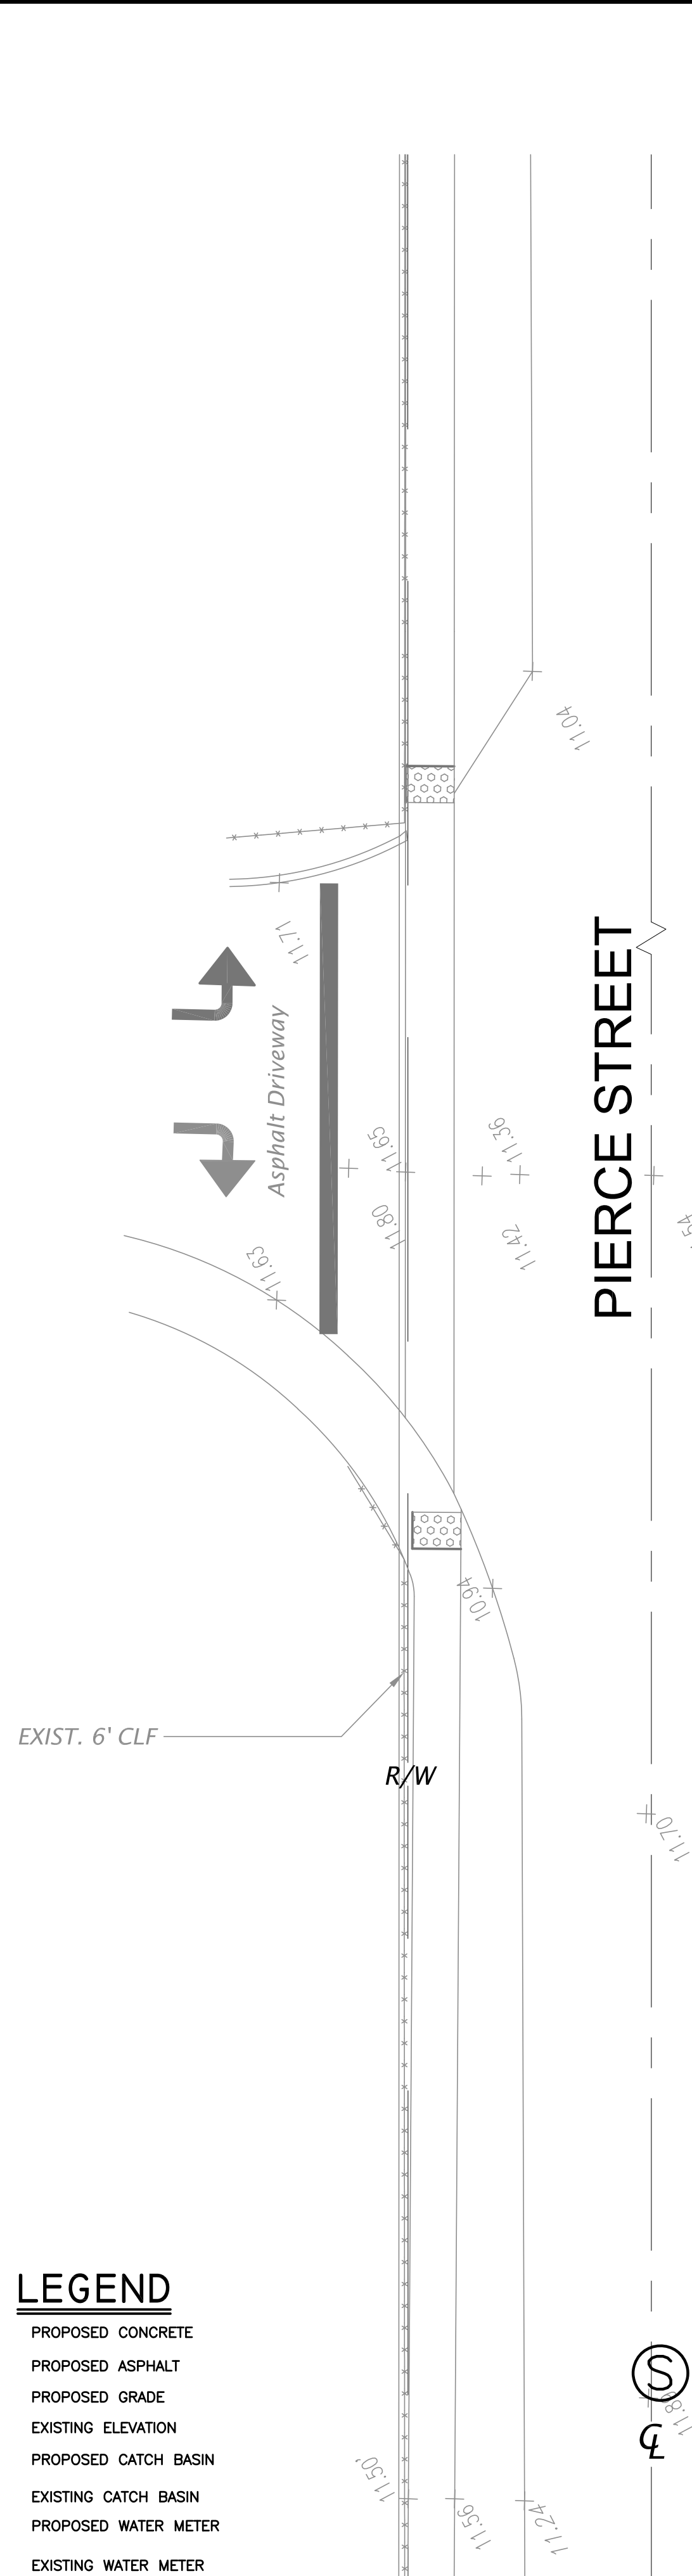 11.04
11.71
PIERCE STREET
Asphalt Driveway
11.65
11.36
11.80
11.42
11.63
10.94
EXIST. 6' CLF
R/W
11.70
LEGEND
PROPOSED CONCRETE
PROPOSED ASPHALT
PROPOSED GRADE
EXISTING ELEVATION
PROPOSED CATCH BASIN
EXISTING CATCH BASIN
PROPOSED WATER METER
EXISTING WATER METER
S
11.89
℄
11.50'
11.56
11.24